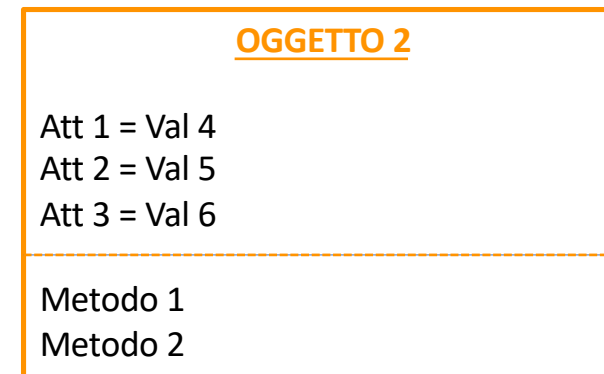 OGGETTO 2
Att 1 = Val 4
Att 2 = Val 5
Att 3 = Val 6
Metodo 1
Metodo 2